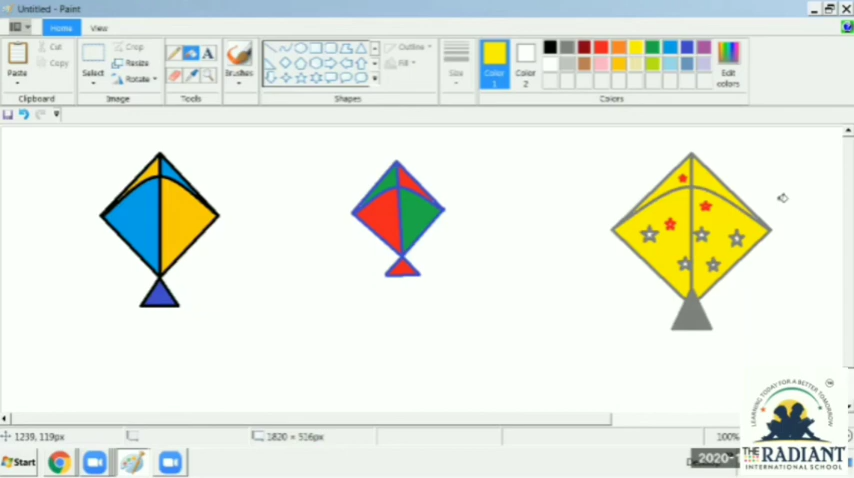 Untitled - Paint
Home View
Paste
Cut
Copy
Clipboard
Select
Crop
Resize
Rotate
Image
A
Tools
Brushes
Outline
Fill
Shapes
Size
Color 1
Color 2
Edit colors
Colors
1239, 119px
1820 × 516px
100%
Start
2020-1
LEARNING TODAY FOR A BETTER TOMORROW
THE RADIANT
INTERNATIONAL SCHOOL